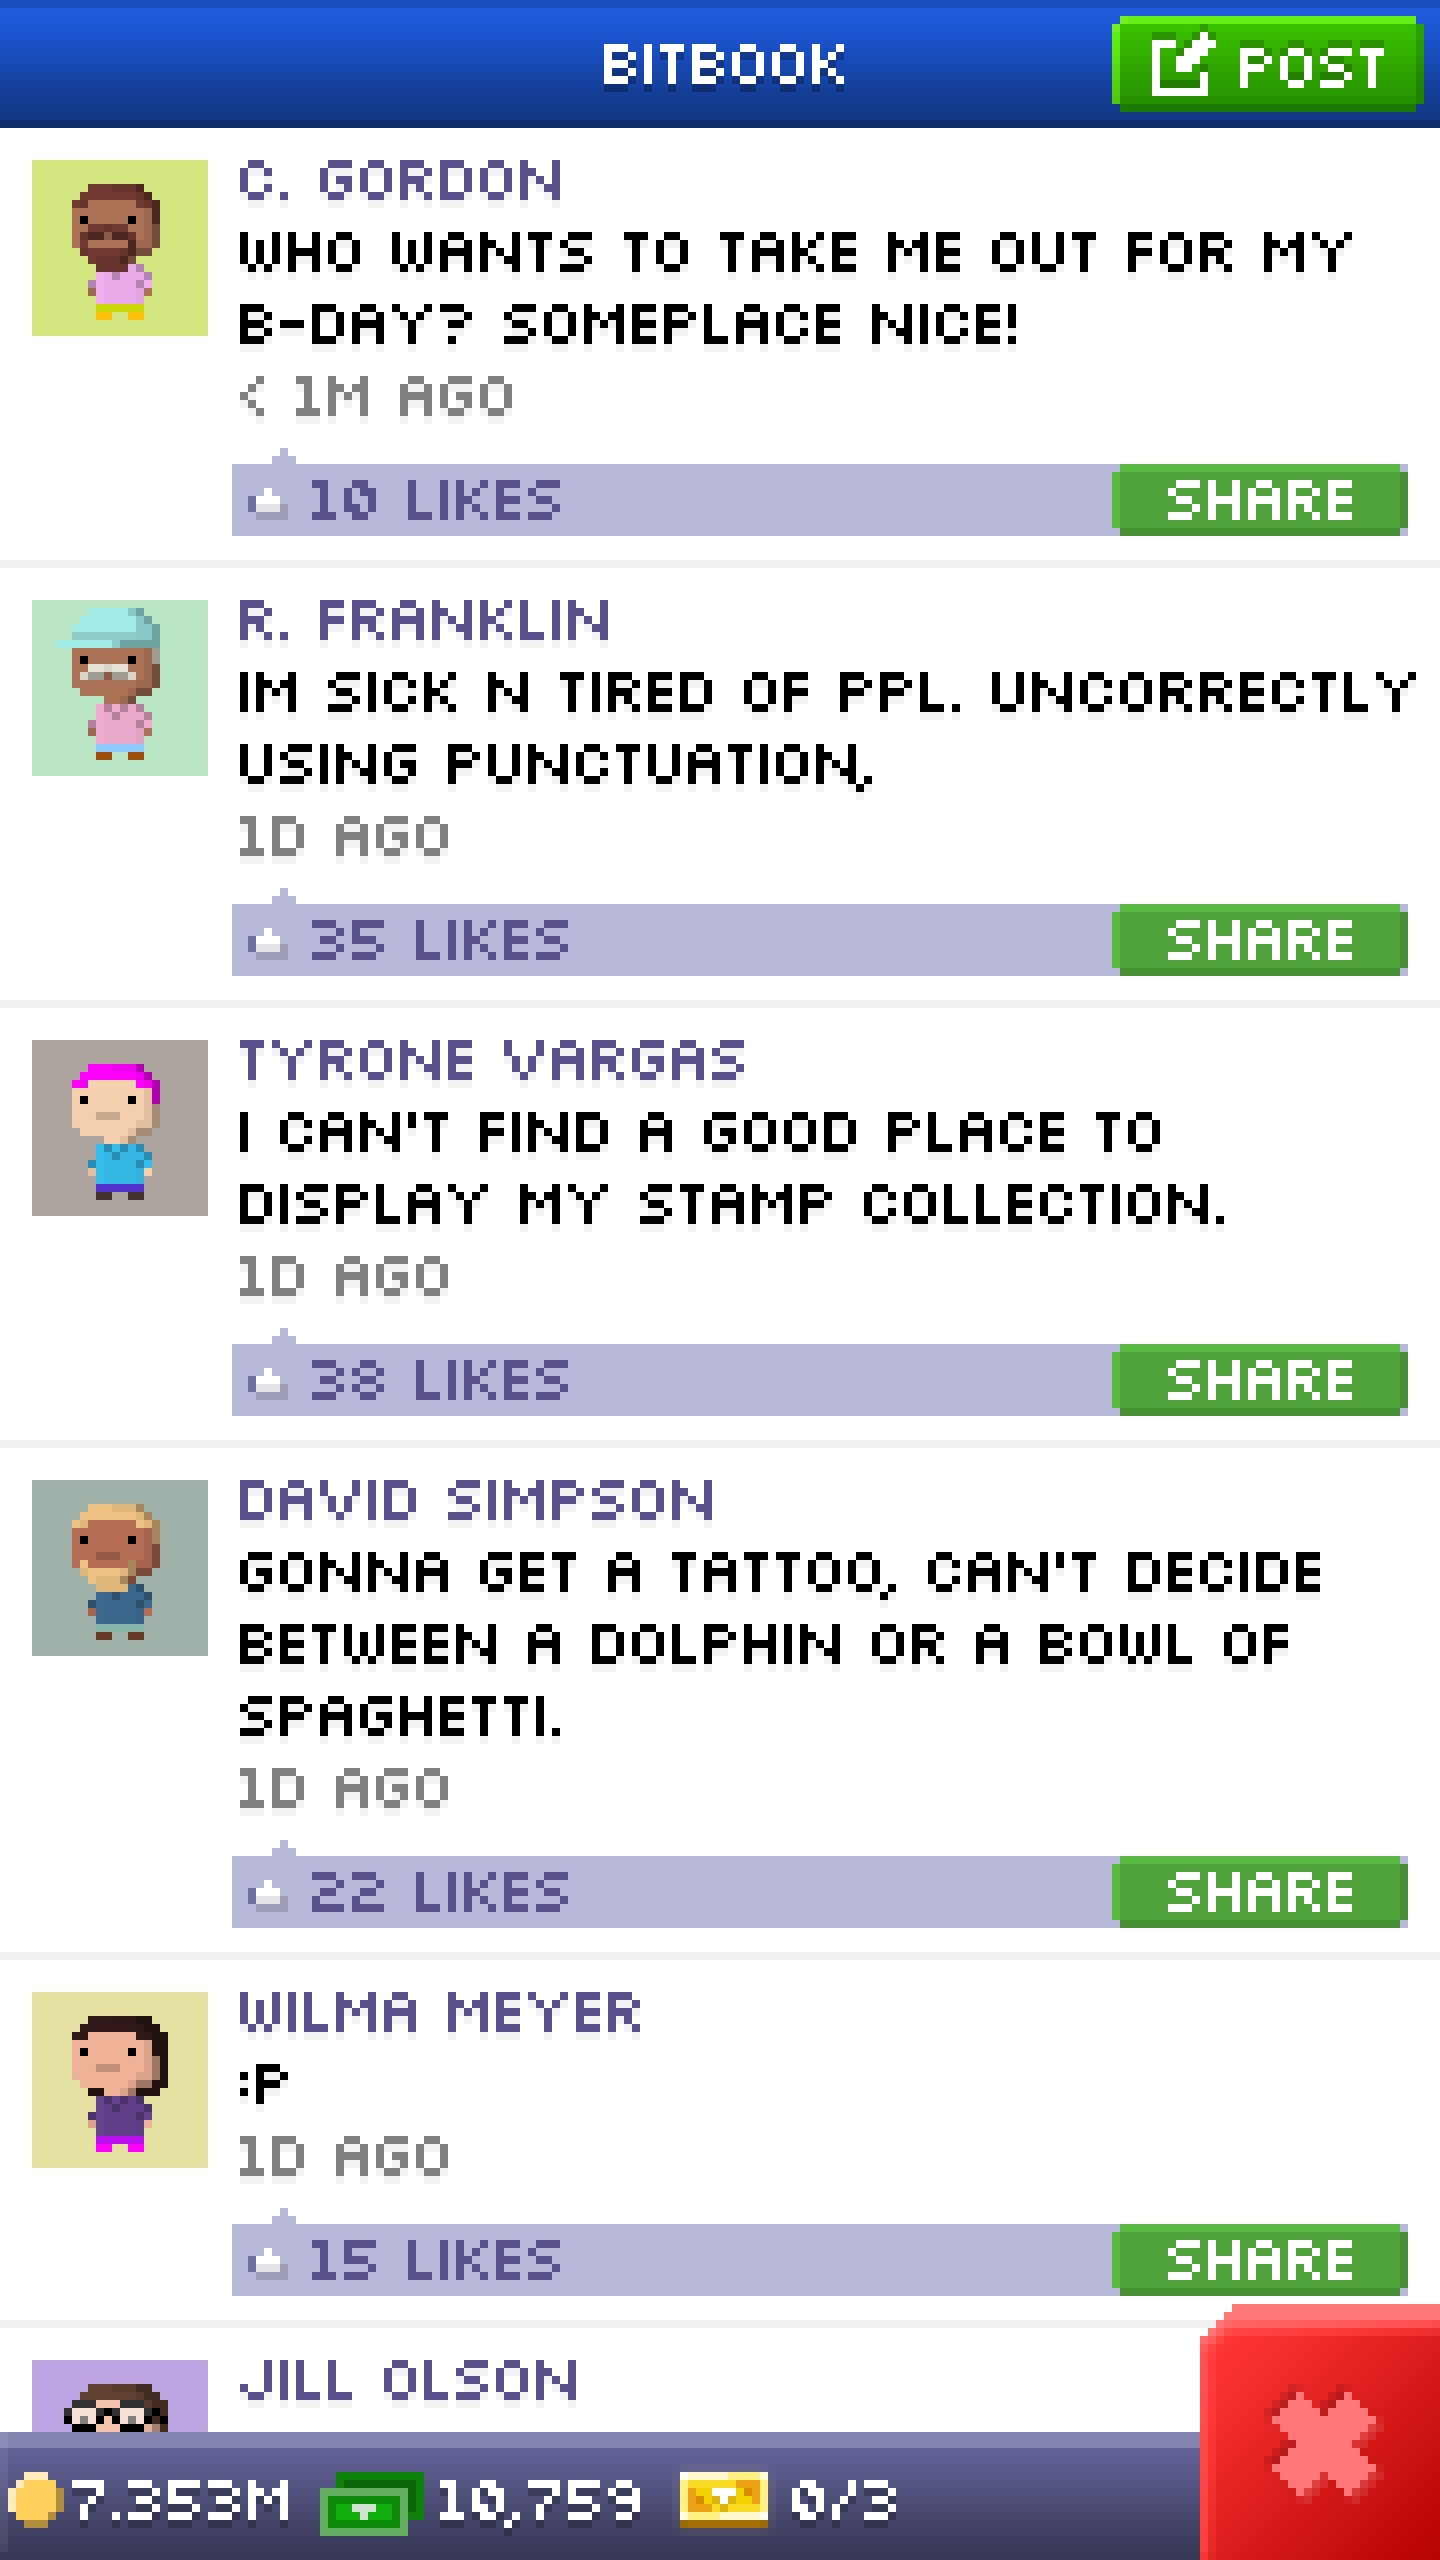 BITBOOK
POST
C. GORDON
WHO WANTS TO TAKE ME OUT FOR MY
B-DAY? SOMEPLACE NICE!
< 1M AGO
10 LIKES
SHARE
R. FRANKLIN
IM SICK N TIRED OF PPL. UNCORRECTLY
USING PUNCTUATION,
1D AGO
35 LIKES
SHARE
TYRONE VARGAS
I CAN'T FIND A GOOD PLACE TO
DISPLAY MY STAMP COLLECTION.
1D AGO
38 LIKES
SHARE
DAVID SIMPSON
GONNA GET A TATTOO, CAN'T DECIDE
BETWEEN A DOLPHIN OR A BOWL OF
SPAGHETTI.
1D AGO
22 LIKES
SHARE
WILMA MEYER
:P
1D AGO
15 LIKES
SHARE
JILL OLSON
7.353M
10,759
0/3